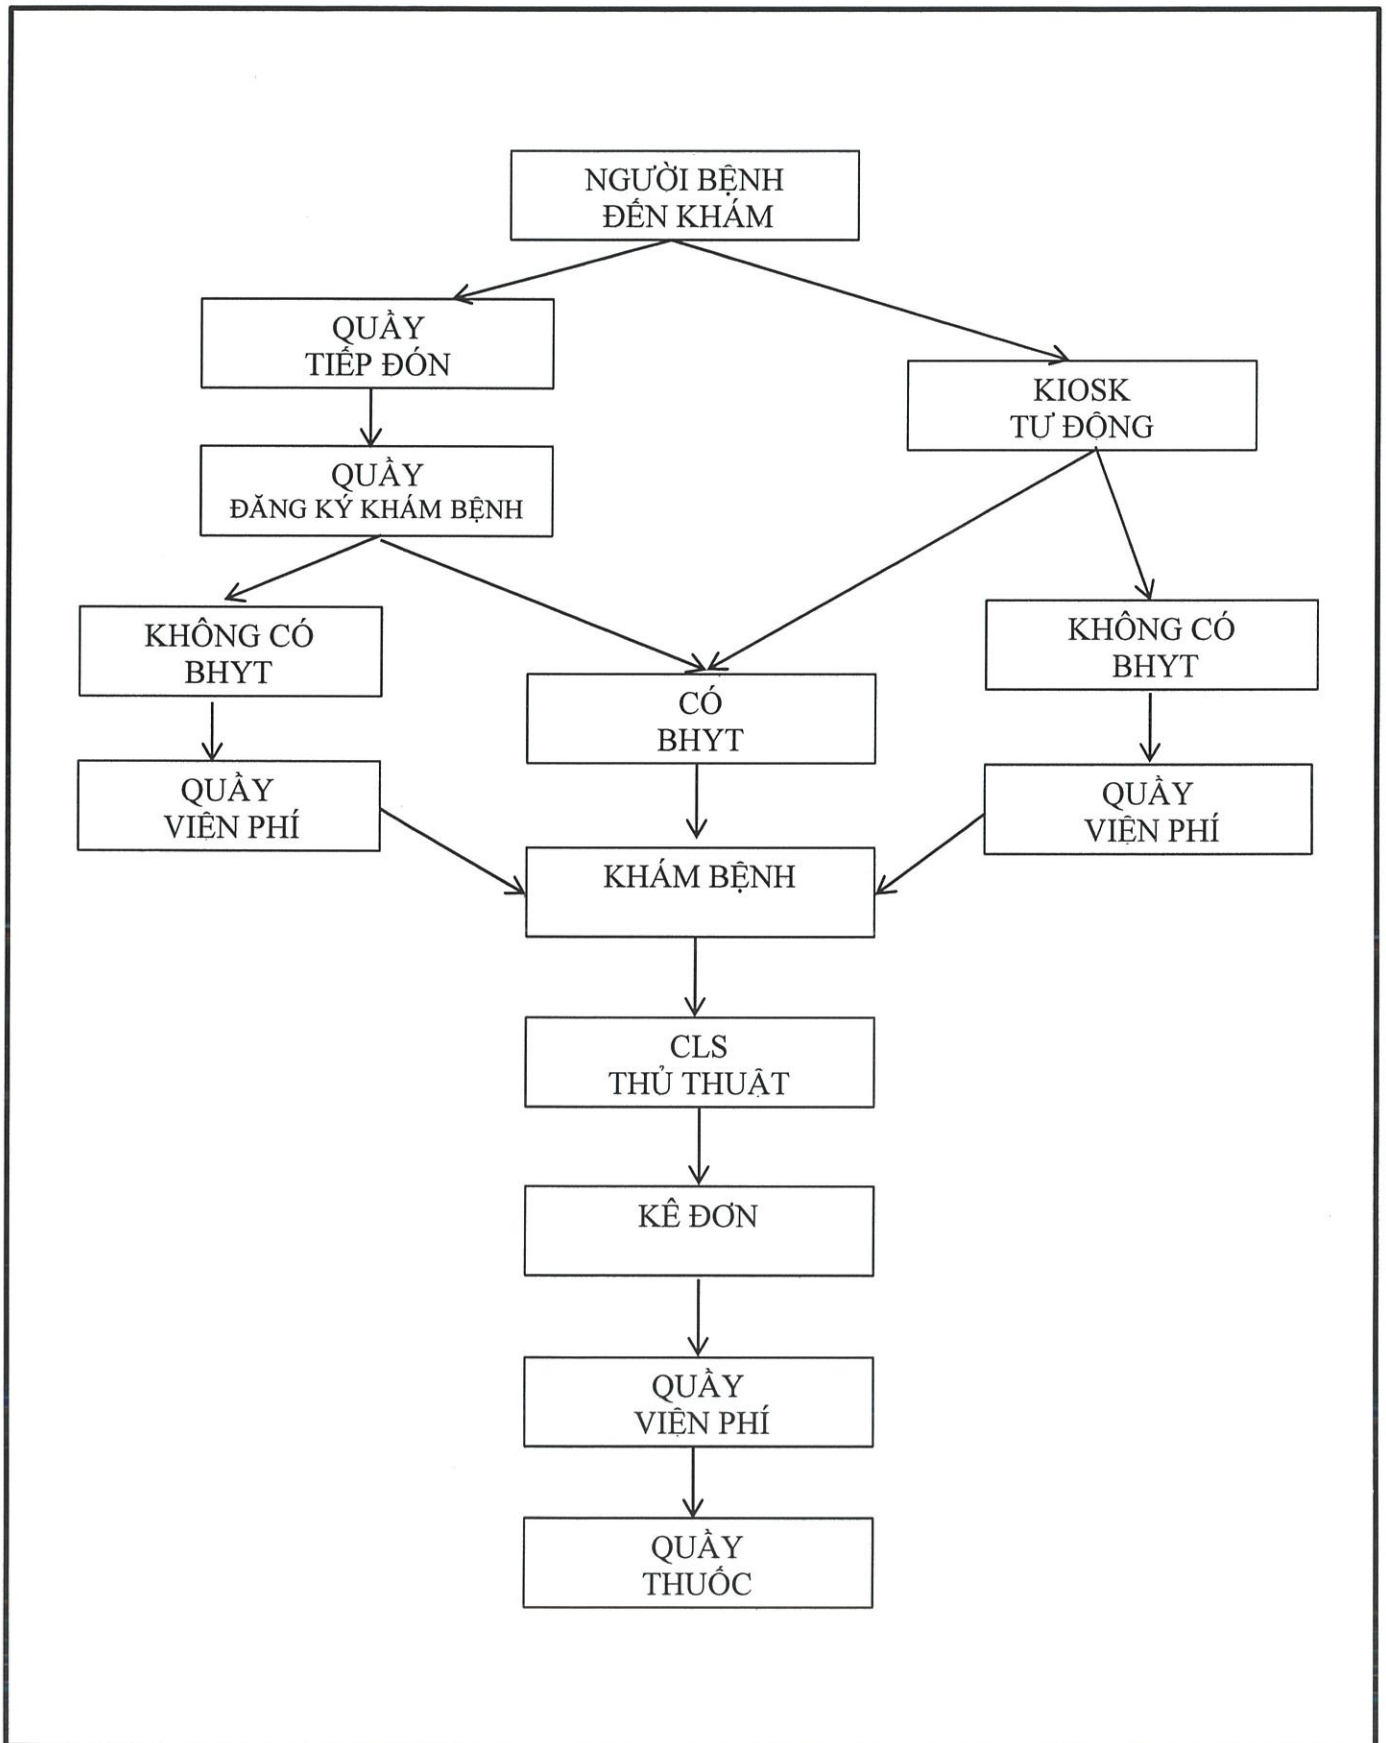 NGƯỜI BỆNH
ĐẾN KHÁM
QUẦY
TIẾP ĐÓN
KIOSK
TỰ ĐỘNG
QUẦY
ĐĂNG KÝ KHÁM BỆNH
KHÔNG CÓ
BHYT
CÓ
BHYT
KHÔNG CÓ
BHYT
QUẦY
VIỆN PHÍ
QUẦY
VIỆN PHÍ
KHÁM BỆNH
CLS
THỦ THUẬT
KÊ ĐƠN
QUẦY
VIỆN PHÍ
QUẦY
THUỐC